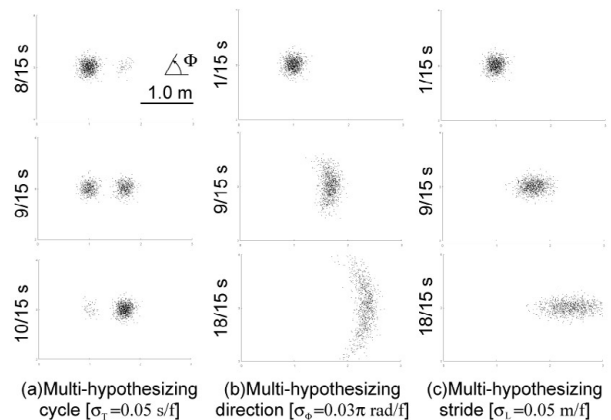 8/15 s
Φ
1.0 m
1/15 s
1/15 s
9/15 s
9/15 s
9/15 s
10/15 s
18/15 s
18/15 s
(a)Multi-hypothesizing
cycle [σT=0.05 s/f]
(b)Multi-hypothesizing
direction [σΦ=0.03π rad/f]
(c)Multi-hypothesizing
stride [σL=0.05 m/f]